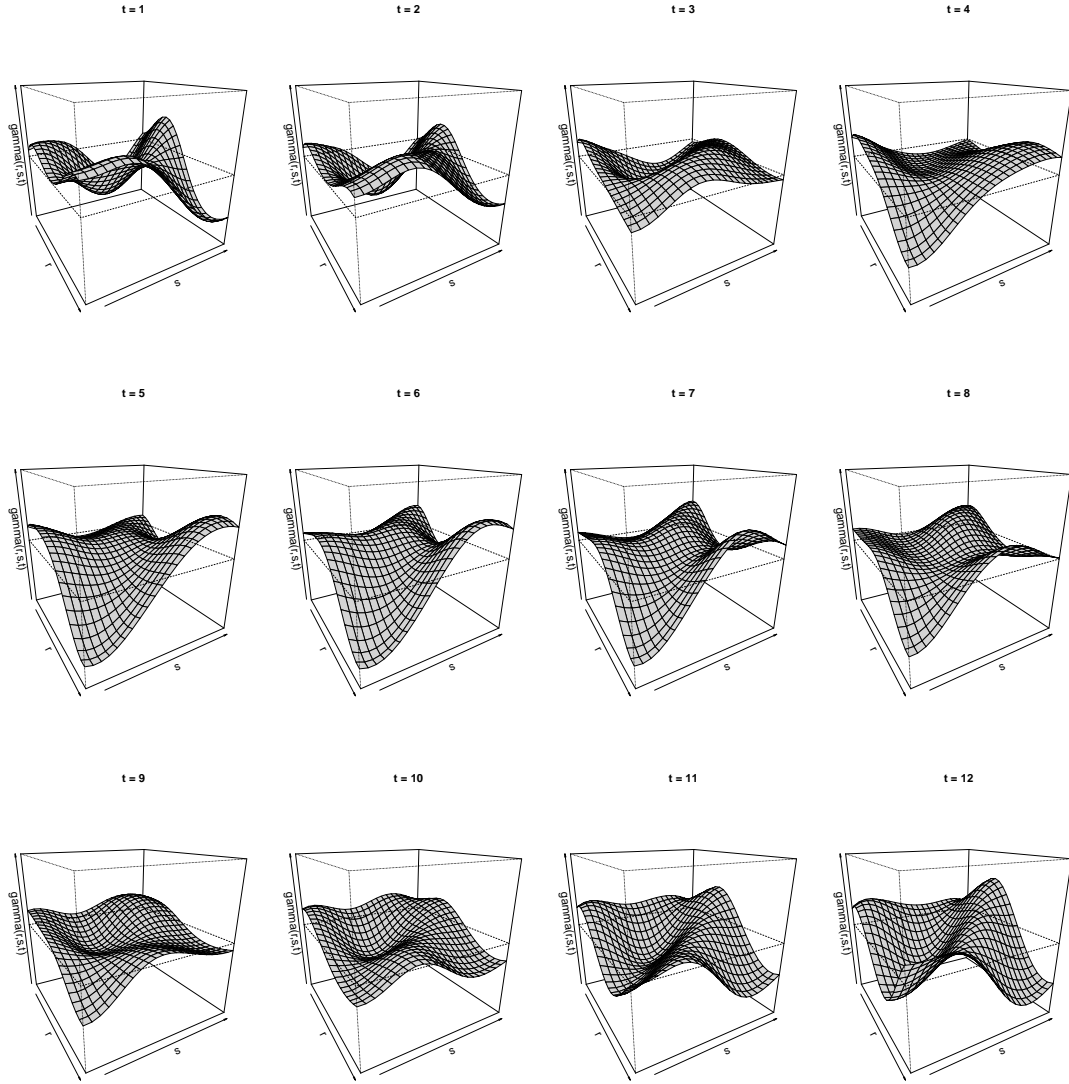 t = 1
t = 2
t = 3
t = 4
gamma(r,s,t)
r
s
gamma(r,s,t)
r
s
gamma(r,s,t)
r
s
gamma(r,s,t)
r
s
t = 5
t = 6
t = 7
t = 8
gamma(r,s,t)
r
s
gamma(r,s,t)
r
s
gamma(r,s,t)
r
s
gamma(r,s,t)
r
s
t = 9
t = 10
t = 11
t = 12
gamma(r,s,t)
r
s
gamma(r,s,t)
r
s
gamma(r,s,t)
r
s
gamma(r,s,t)
r
s